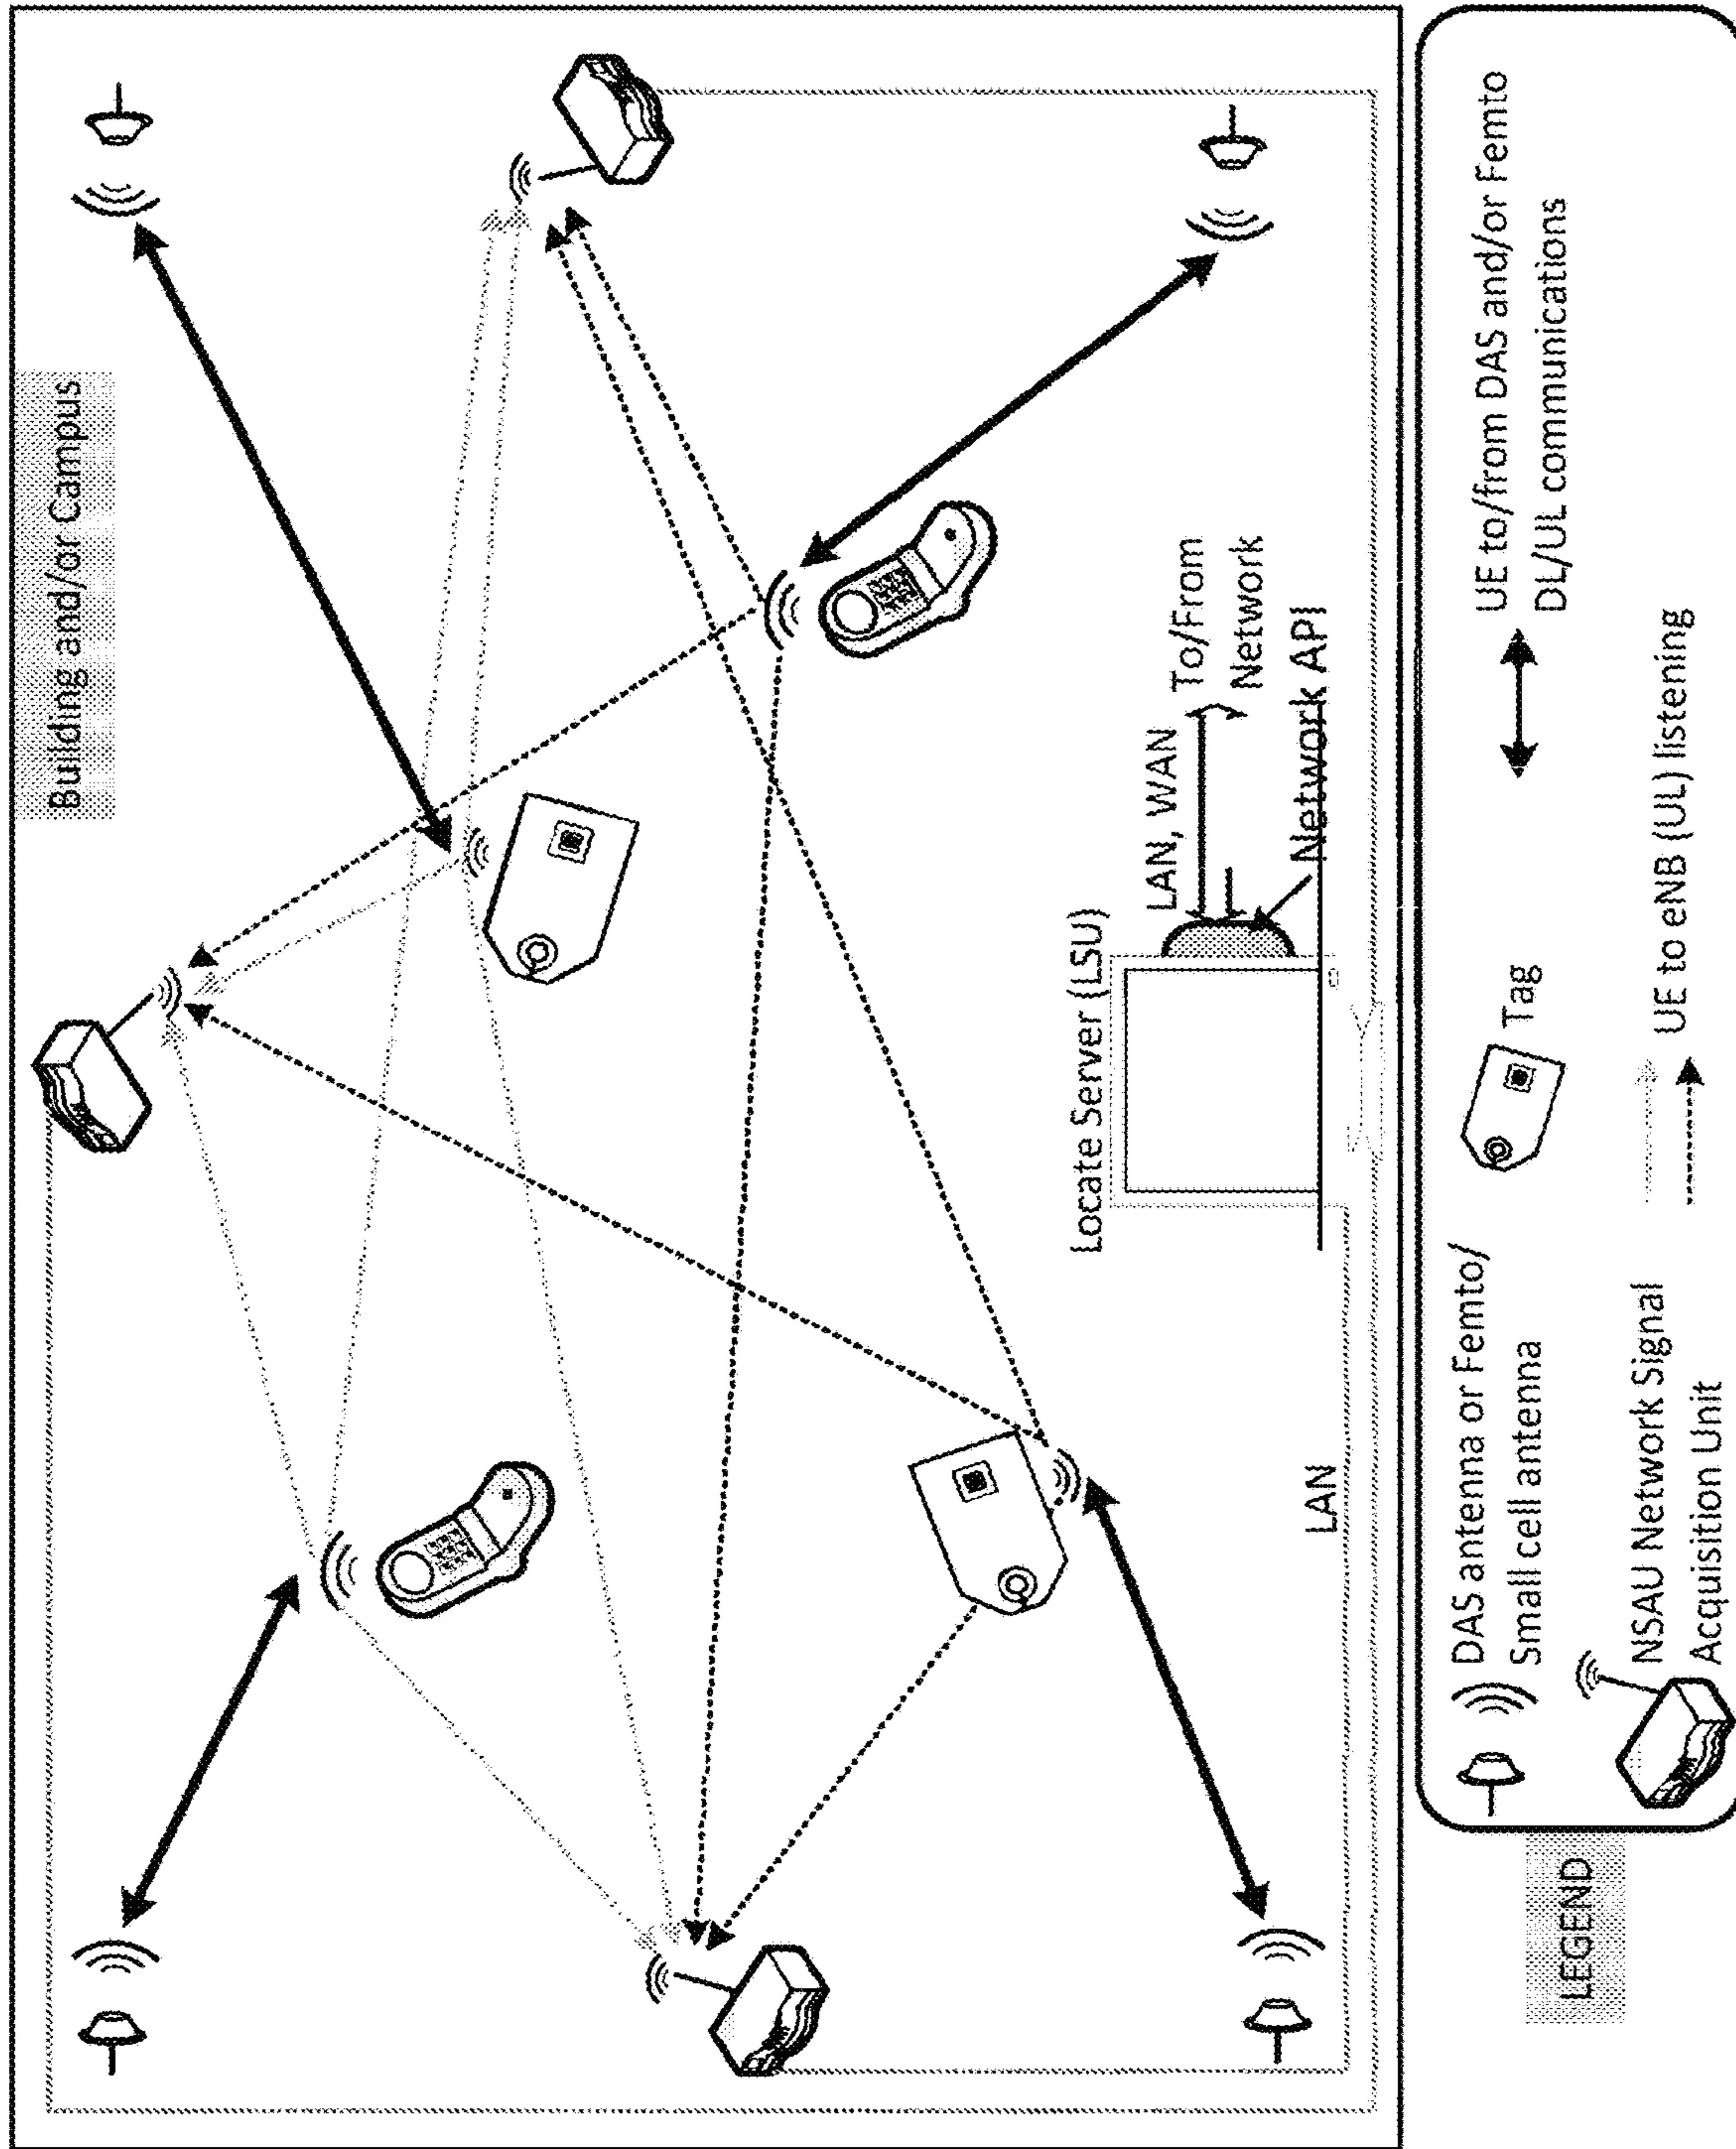 Building and/or Campus
Locate Server (LSU)
LAN, WAN
To/From
Network
Network API
LAN
LEGEND
DAS antenna or Femto/
Small cell antenna
Tag
UE to/from DAS and/or Femto
DL/UL communications
NSAU Network Signal
Acquisition Unit
UE to eNB (UL) listening